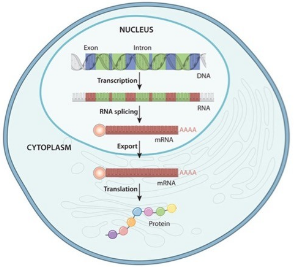 NUCLEUS
Exon Intron
DNA
Transcription
RNA
RNA splicing
AAAA
mRNA
CYTOPLASM
Export
AAAA
mRNA
Translation
Protein